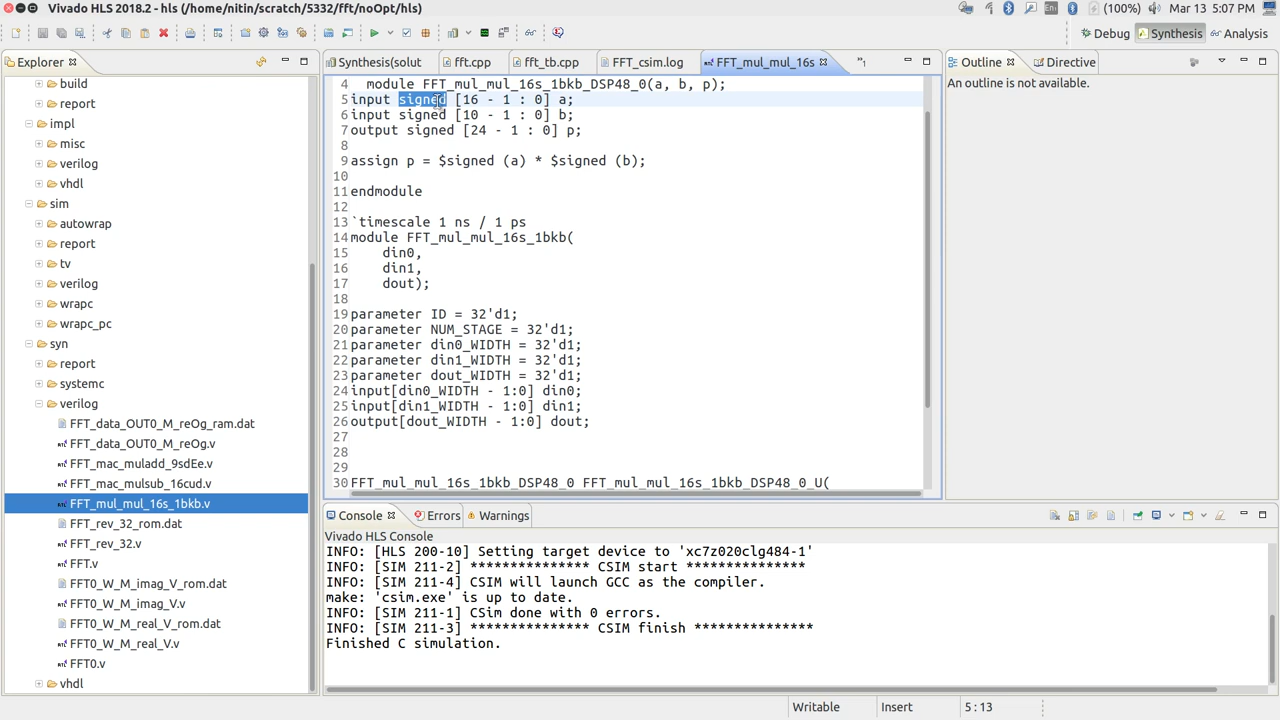 Vivado HLS 2018.2 - hls (/home/nitin/scratch/5332/fft/noOpt/hls)
En
(100%)
Mar 13 5:07 PM
Debug
Synthesis
Analysis
Explorer
Synthesis(solut
fft.cpp
fft_tb.cpp
FFT_csim.log
FFT_mul_mul_16s
Outline
Directive
An outline is not available.
build
report
impl
misc
verilog
vhdl
sim
autowrap
report
tv
verilog
wrapc
wrapc_pc
syn
report
systemc
verilog
FFT_data_OUT0_M_reOg_ram.dat
FFT_data_OUT0_M_reOg.v
FFT_mac_muladd_9sdEe.v
FFT_mac_mulsub_16cud.v
FFT_mul_mul_16s_1bkb.v
FFT_rev_32_rom.dat
FFT_rev_32.v
FFT.v
FFT0_W_M_imag_V_rom.dat
FFT0_W_M_imag_V.v
FFT0_W_M_real_V_rom.dat
FFT0_W_M_real_V.v
FFT0.v
vhdl
4 module FFT_mul_mul_16s_1bkb_DSP48_0(a, b, p);
5 input signed [16 - 1 : 0] a;
6 input signed [10 - 1 : 0] b;
7 output signed [24 - 1 : 0] p;
8
9 assign p = $signed (a) * $signed (b);
10
11 endmodule
12
13 `timescale 1 ns / 1 ps
14 module FFT_mul_mul_16s_1bkb(
15 din0,
16 din1,
17 dout);
18
19 parameter ID = 32'd1;
20 parameter NUM_STAGE = 32'd1;
21 parameter din0_WIDTH = 32'd1;
22 parameter din1_WIDTH = 32'd1;
23 parameter dout_WIDTH = 32'd1;
24 input[din0_WIDTH - 1:0] din0;
25 input[din1_WIDTH - 1:0] din1;
26 output[dout_WIDTH - 1:0] dout;
27
28
29
30 FFT_mul_mul_16s_1bkb_DSP48_0 FFT_mul_mul_16s_1bkb_DSP48_0_U(
Console
Errors
Warnings
Vivado HLS Console
INFO: [HLS 200-10] Setting target device to 'xc7z020clg484-1'
INFO: [SIM 211-2] *************** CSIM start ***************
INFO: [SIM 211-4] CSIM will launch GCC as the compiler.
make: 'csim.exe' is up to date.
INFO: [SIM 211-1] CSim done with 0 errors.
INFO: [SIM 211-3] *************** CSIM finish ***************
Finished C simulation.
Writable
Insert
5 : 13